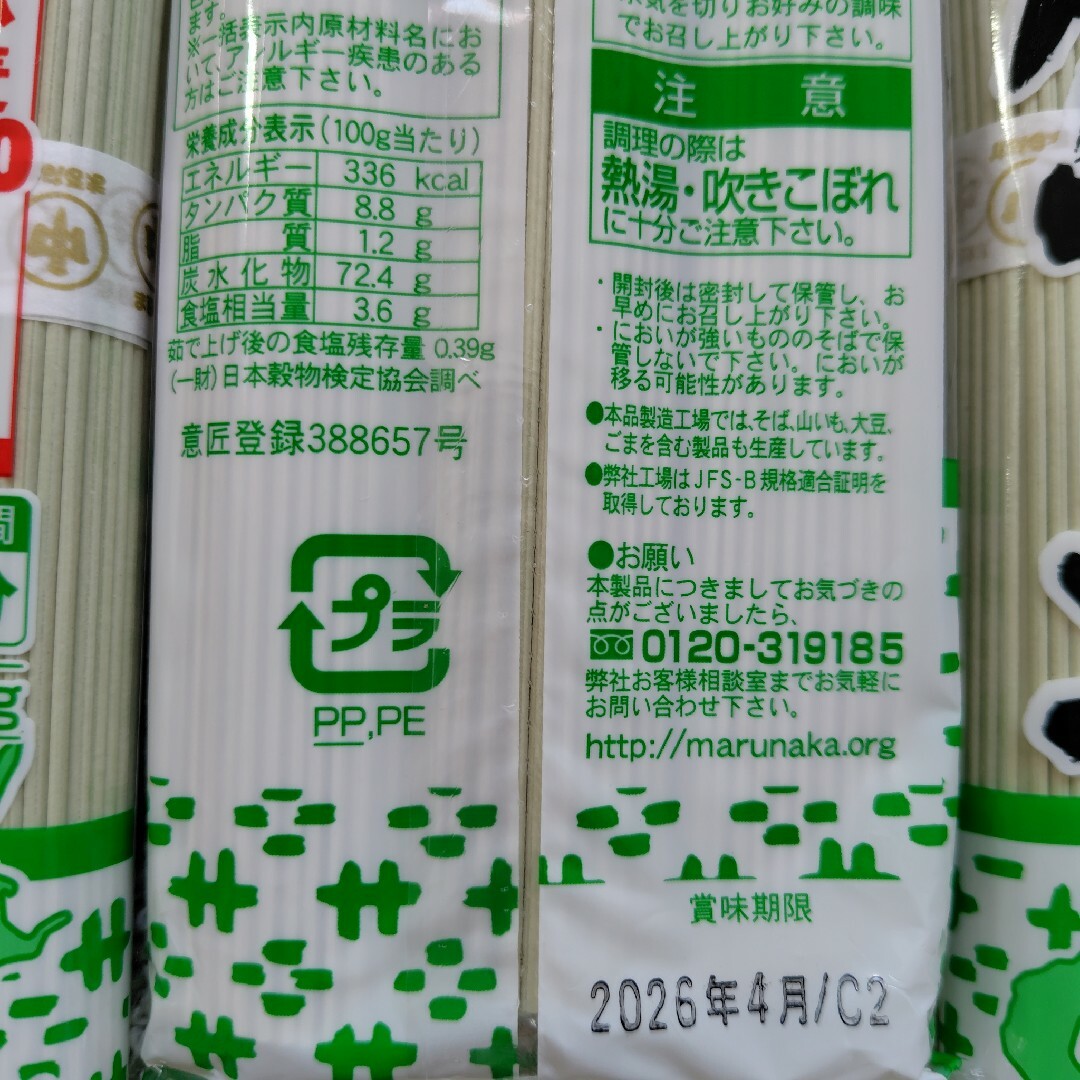 す。
※一括表示内原材料名にお
いてアレルギー疾患のある
方はご注意下さい。
栄養成分表示(100g当たり)
エネルギー 336 kcal
タンパク質 8.8 g
脂質 1.2 g
炭水化物 72.4 g
食塩相当量 3.6 g
茹で上げ後の食塩残存量 0.39g
(一財)日本穀物検定協会調べ
意匠登録388657号
プラ
PP,PE
水気を切りお好みの調味
でお召し上がり下さい。
注意
調理の際は
熱湯・吹きこぼれ
に十分ご注意下さい。
・開封後は密封して保管し、お
早めにお召し上がり下さい。
・においが強いもののそばで保
管しないで下さい。においが
移る可能性があります。
●本品製造工場では、そば、山いも、大豆、
ごまを含む製品も生産しています。
●弊社工場はJFS-B規格適合証明を
取得しております。
●お願い
本製品につきましてお気づきの
点がございましたら、
0120-319185
弊社お客様相談室までお気軽に
お問い合わせ下さい。
http://marunaka.org
賞味期限
2026年4月/C2